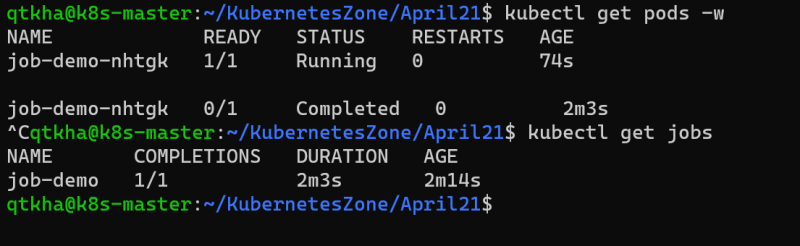 qtkha@k8s-master:~/KubernetesZone/April21$ kubectl get pods -w
NAME             READY   STATUS    RESTARTS   AGE
job-demo-nhtgk   1/1     Running   0          74s

job-demo-nhtgk   0/1     Completed   0          2m3s
^Cqtkha@k8s-master:~/KubernetesZone/April21$ kubectl get jobs
NAME       COMPLETIONS   DURATION   AGE
job-demo   1/1           2m3s       2m14s
qtkha@k8s-master:~/KubernetesZone/April21$